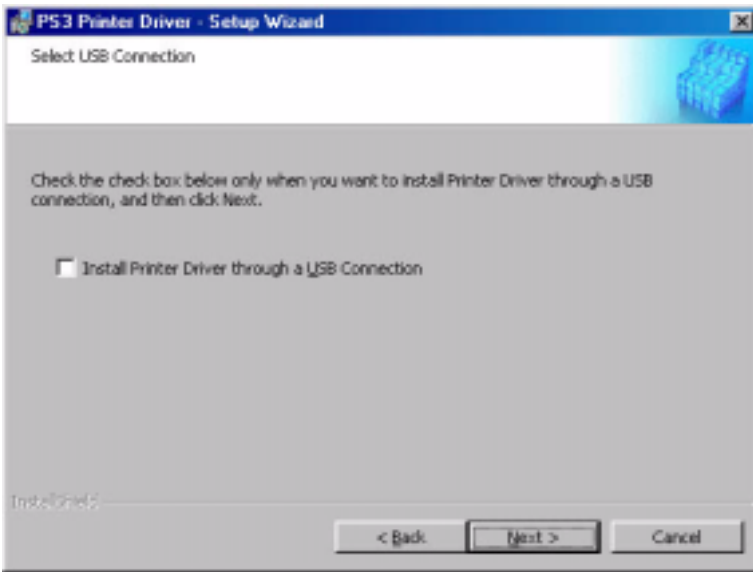 PS3 Printer Driver - Setup Wizard
Select USB Connection
Check the check box below only when you want to install Printer Driver through a USB
connection, and then click Next.
Install Printer Driver through a USB Connection
InstallShield
< Back
Next >
Cancel